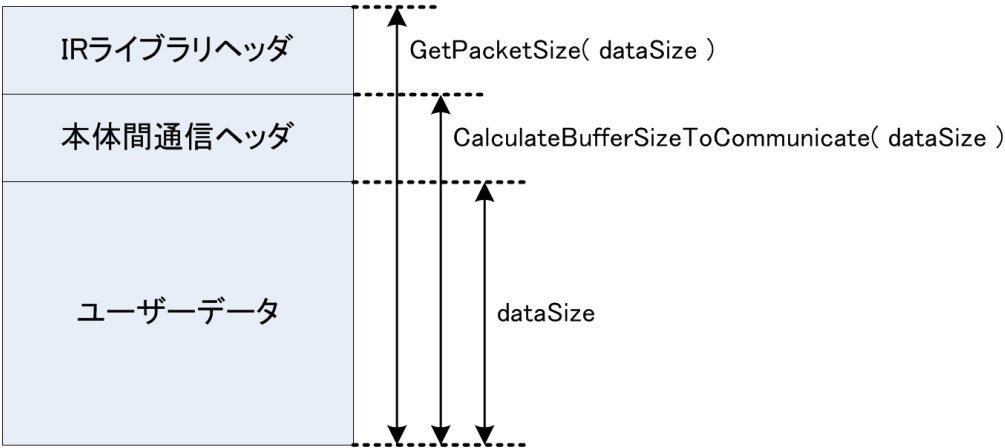 IRライブラリヘッダ
GetPacketSize( dataSize )
本体間通信ヘッダ
CalculateBufferSizeToCommunicate( dataSize )
ユーザーデータ
dataSize